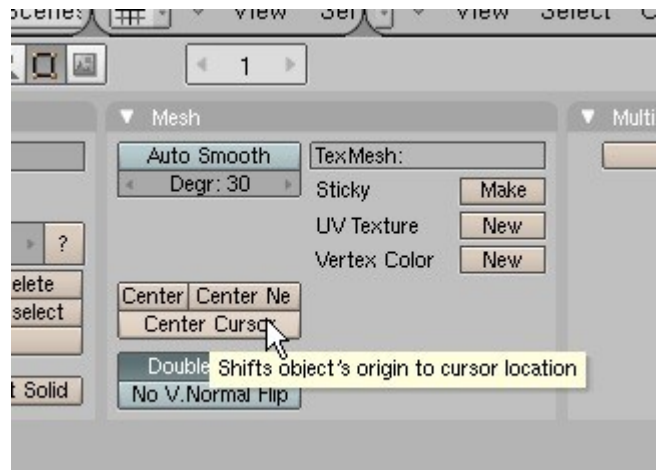 View
View Select
1
Mesh
Multi
Auto Smooth
TexMesh:
Degr: 30
Sticky Make
UV Texture New
?
Vertex Color New
elete
Center Center Ne
select
Center Cursor
Double
Shifts object's origin to cursor location
t Solid
No V.Normal Flip